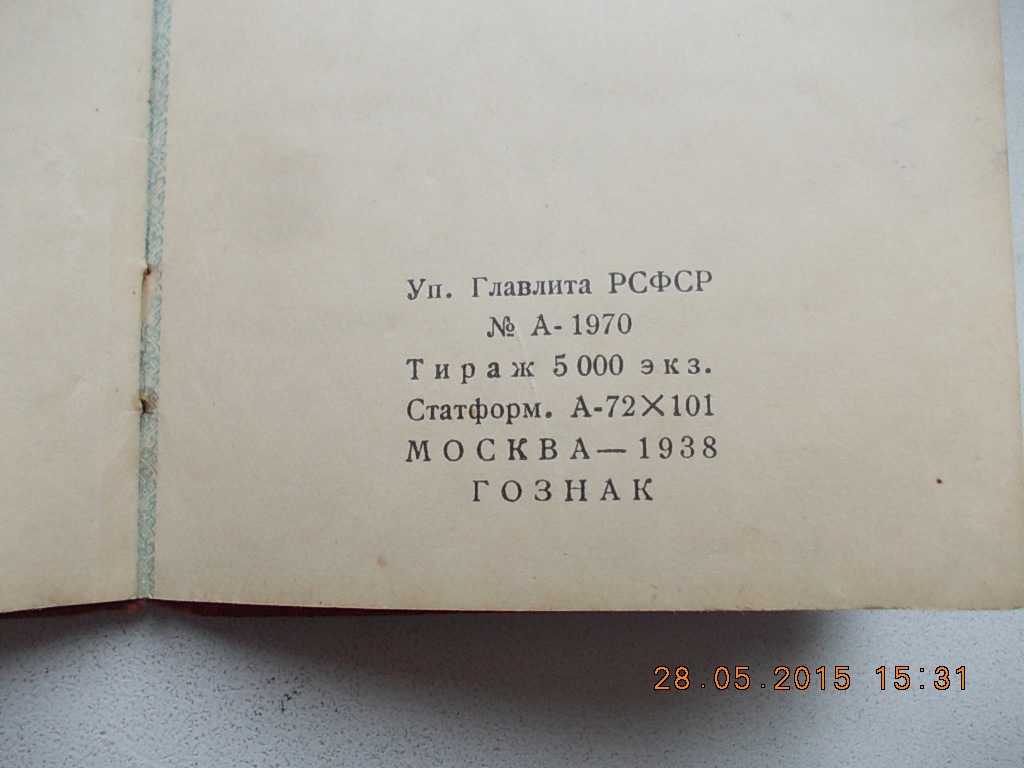 Уп. Главлита РСФСР
№ А-1970
Тираж 5 000 экз.
Статформ. А-72×101
МОСКВА—1938
ГОЗНАК
28.05.2015 15:31